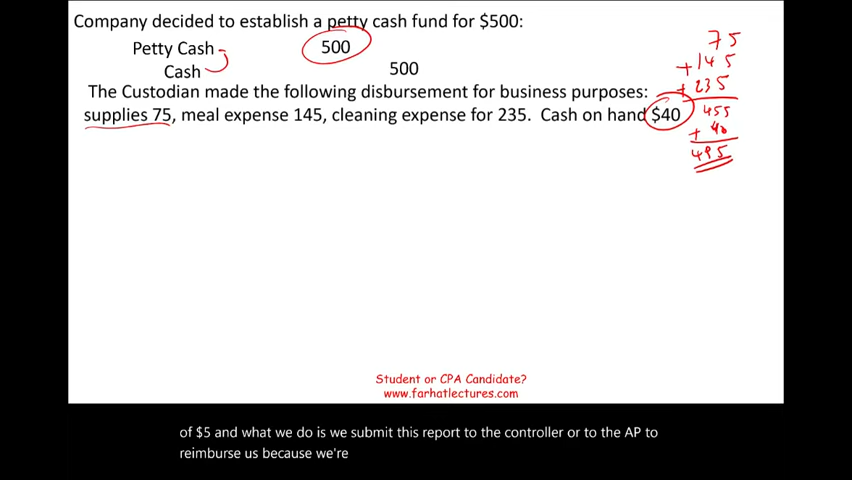 Company decided to establish a petty cash fund for $500:
Petty Cash 500
Cash 500
The Custodian made the following disbursement for business purposes:
supplies 75, meal expense 145, cleaning expense for 235. Cash on hand $40
75
+145
+235
455
+ 40
495
Student or CPA Candidate?
www.farhatlectures.com
of $5 and what we do is we submit this report to the controller or to the AP to
reimburse us because we're